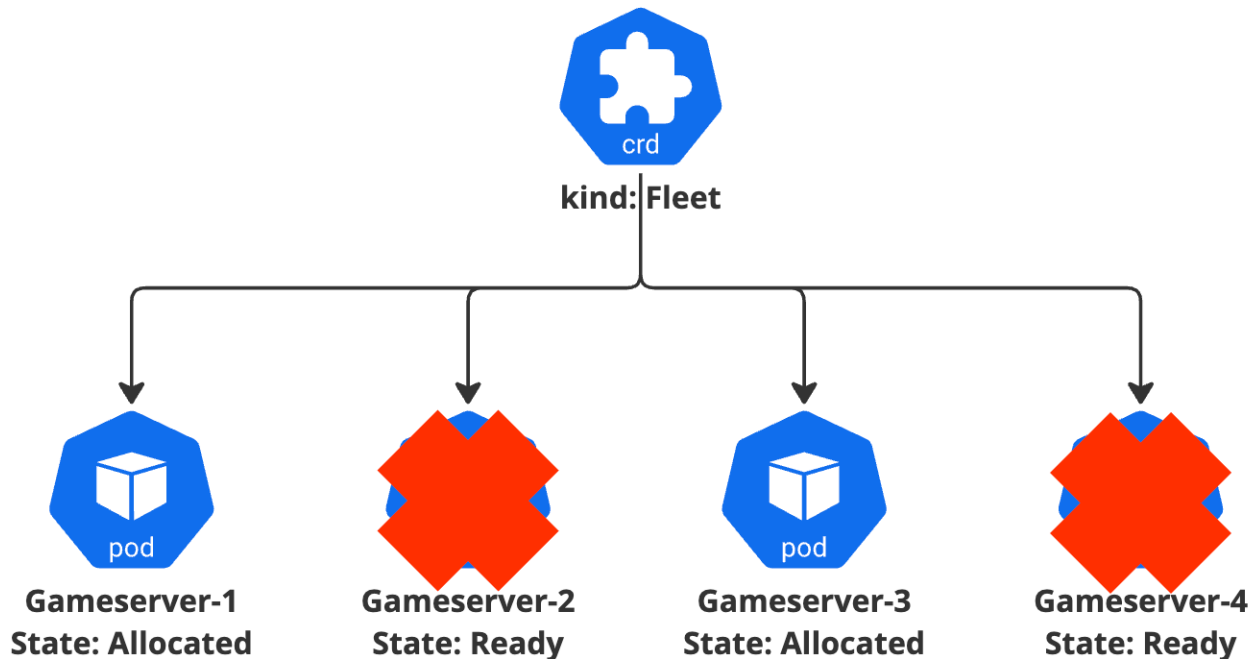 crd
kind: Fleet
pod
pod
Gameserver-1
Gameserver-2
Gameserver-3
Gameserver-4
State: Allocated
State: Ready
State: Allocated
State: Ready